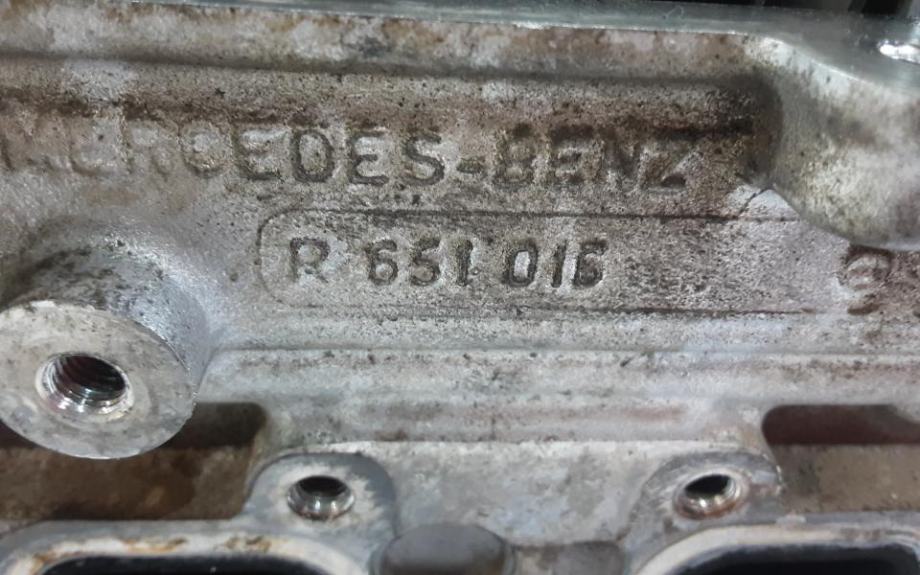 MERCEDES-BENZ
R 651 016